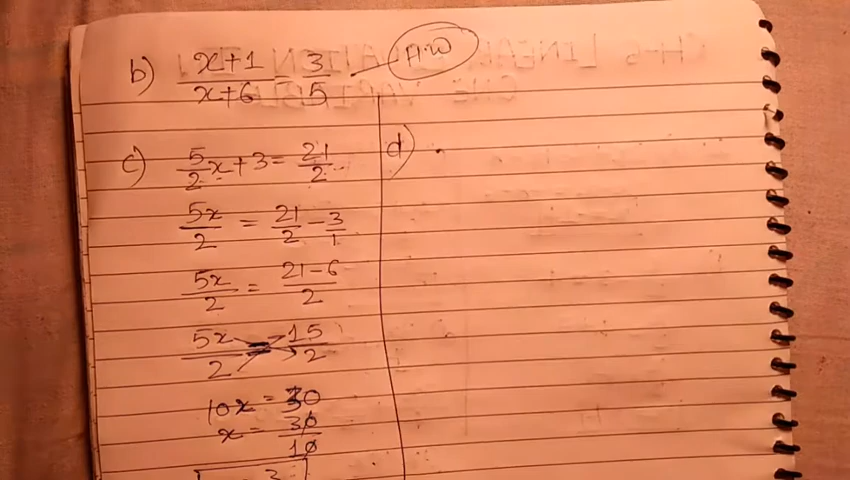 b) x+1/x+6 = 3/5 H.W
c) 5/2 x + 3 = 21/2
5x/2 = 21/2 - 3/1
5x/2 = 21-6/2
5x/2 = 15/2
10x = 30
x = 30/10
d) .